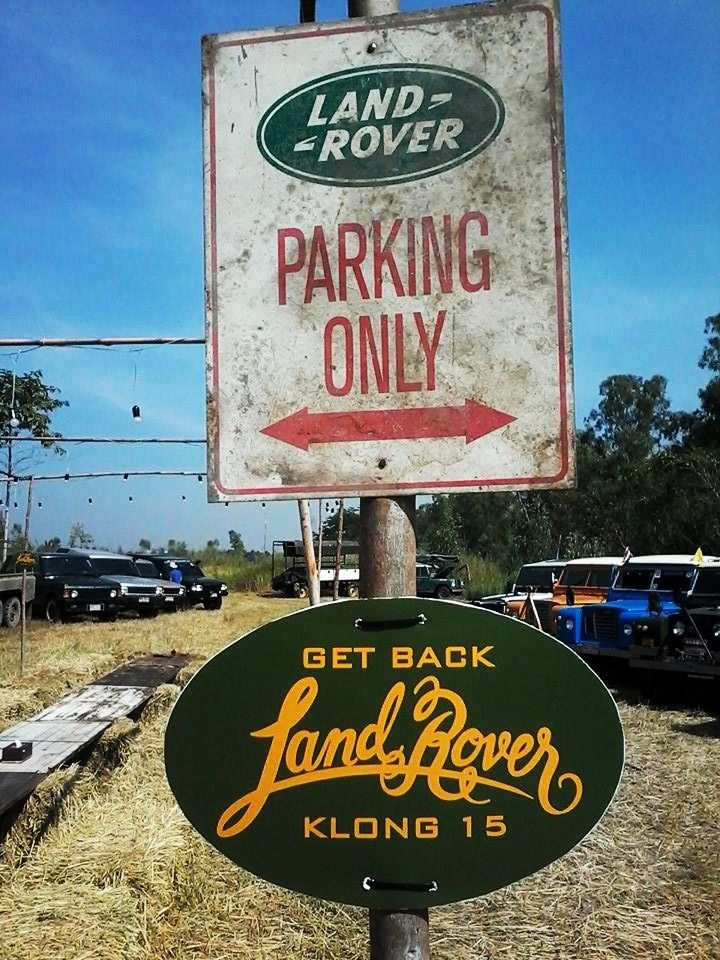 LAND-
-ROVER
PARKING
ONLY
GET BACK
Land Rover
KLONG 15